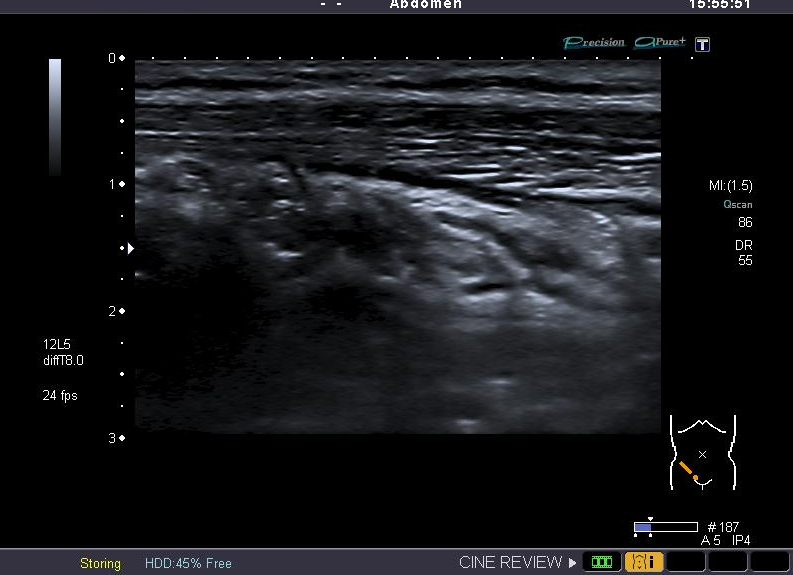 - - Abdomen 15:55:51
Precision APure+ T
0
1
2
3
MI:(1.5)
Qscan
86
DR
55
12L5
diffT8.0
24 fps
# 187
A 5 IP4
Storing HDD:45% Free CINE REVIEW
i